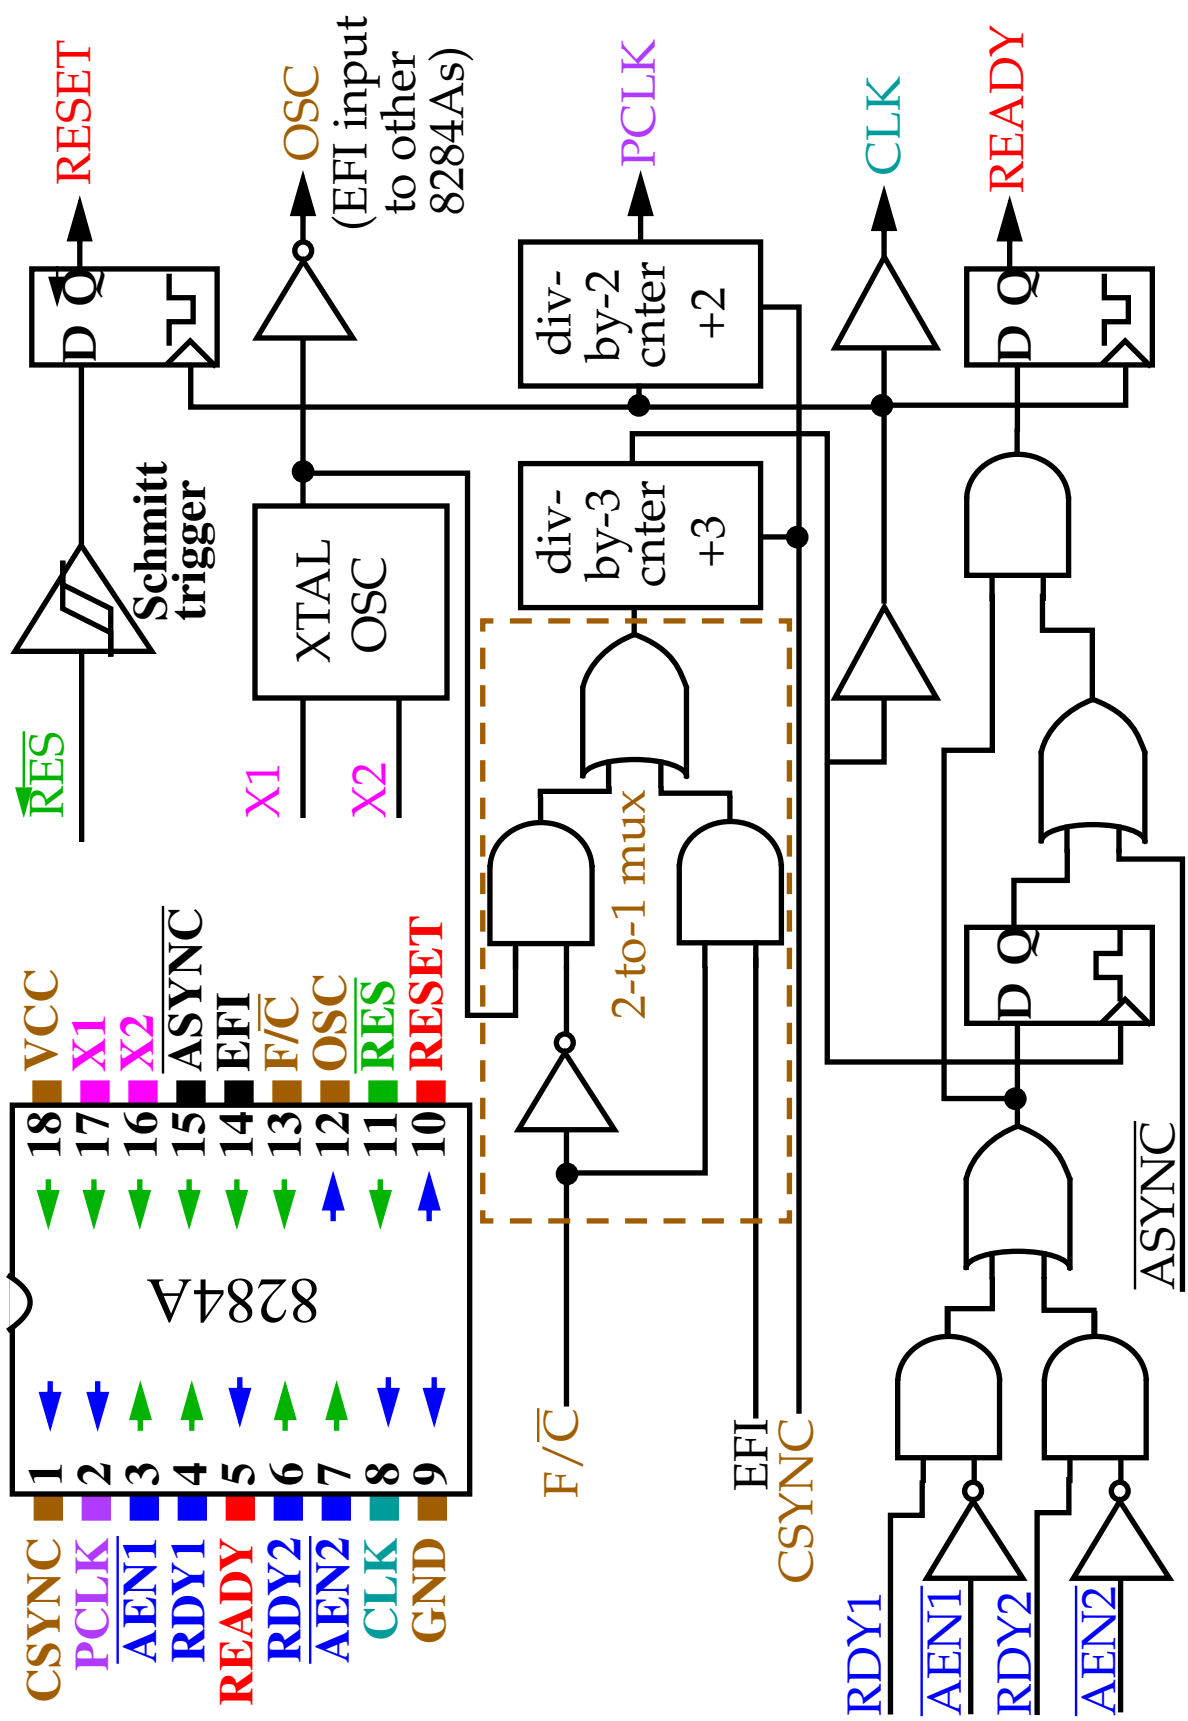 RESET
D Q
Schmitt
trigger
RES
OSC
(EFI input
to other
8284As)
XTAL
OSC
X1
X2
PCLK
div-
by-2
cnter
+2
div-
by-3
cnter
+3
CLK
READY
D Q
2-to-1 mux
F/C
EFI
CSYNC
D Q
ASYNC
RDY1
AEN1
RDY2
AEN2
8284A
CSYNC 1 18 VCC
PCLK 2 17 X1
AEN1 3 16 X2
RDY1 4 15 ASYNC
READY 5 14 EFI
RDY2 6 13 F/C
AEN2 7 12 OSC
CLK 8 11 RES
GND 9 10 RESET